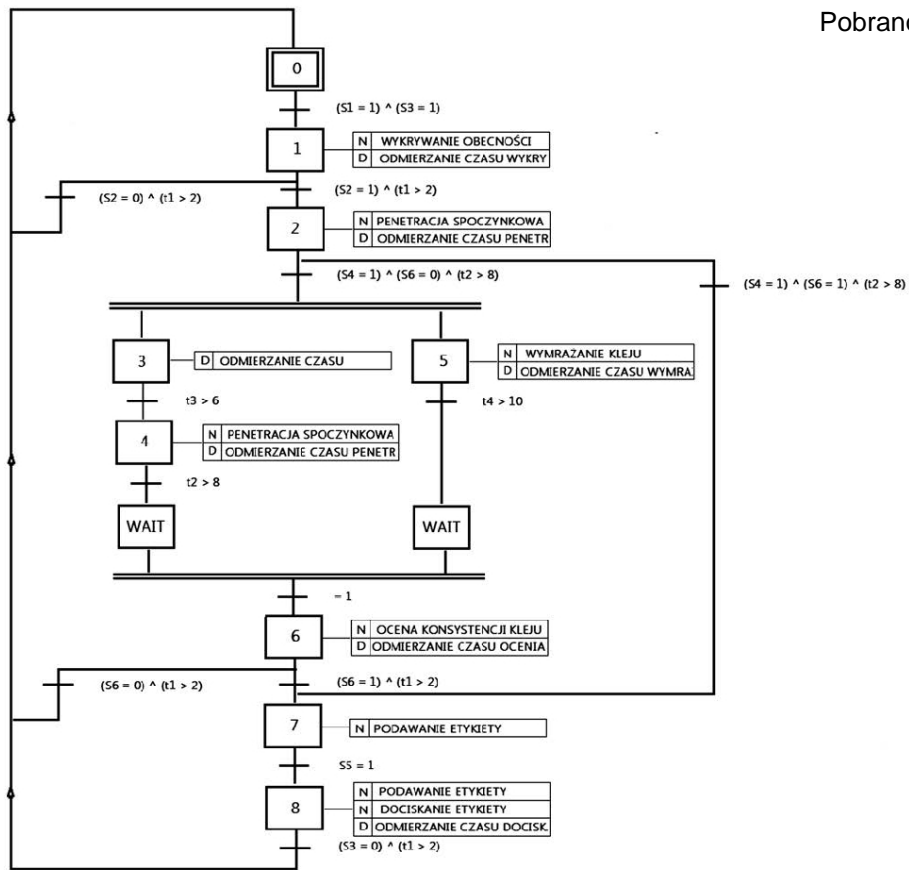 Pobrano
0
(S1 = 1) ^ (S3 = 1)
1
N WYKRYWANIE OBECNOŚCI
D ODMIERZANIE CZASU WYKRY
(S2 = 0) ^ (t1 > 2)
(S2 = 1) ^ (t1 > 2)
2
N PENETRACJA SPOCZYNKOWA
D ODMIERZANIE CZASU PENETR
(S4 = 1) ^ (S6 = 0) ^ (t2 > 8)
(S4 = 1) ^ (S6 = 1) ^ (t2 > 8)
3
D ODMIERZANIE CZASU
5
N WYMRAŻANIE KLEJU
D ODMIERZANIE CZASU WYMRAŻ
t3 > 6
t4 > 10
4
N PENETRACJA SPOCZYNKOWA
D ODMIERZANIE CZASU PENETR
t2 > 8
WAIT
WAIT
= 1
6
N OCENA KONSYSTENCJI KLEJU
D ODMIERZANIE CZASU OCENIA
(S6 = 0) ^ (t1 > 2)
(S6 = 1) ^ (t1 > 2)
7
N PODAWANIE ETYKIETY
S5 = 1
8
N PODAWANIE ETYKIETY
N DOCISKANIE ETYKIETY
D ODMIERZANIE CZASU DOCISK.
(S3 = 0) ^ (t1 > 2)